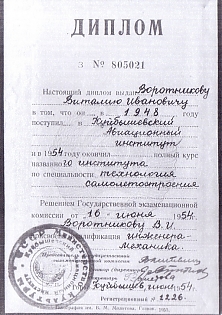 ДИПЛОМ
З № 805021
Настоящий диплом выдан Воротникову
Виталию Ивановичу
в том, что он в 1948 году
поступил в Куйбышевский
Авиационный
институт
и в 1954 году окончил полный курс
названного института
по специальности технология
самолетостроения
Решением Государственной экзаменационной
комиссии от 16 июня 1954 г.
Воротникову В. И.
квалификация инженера-
механика
Куйбышев 1954 г.
Регистрационный № 1226